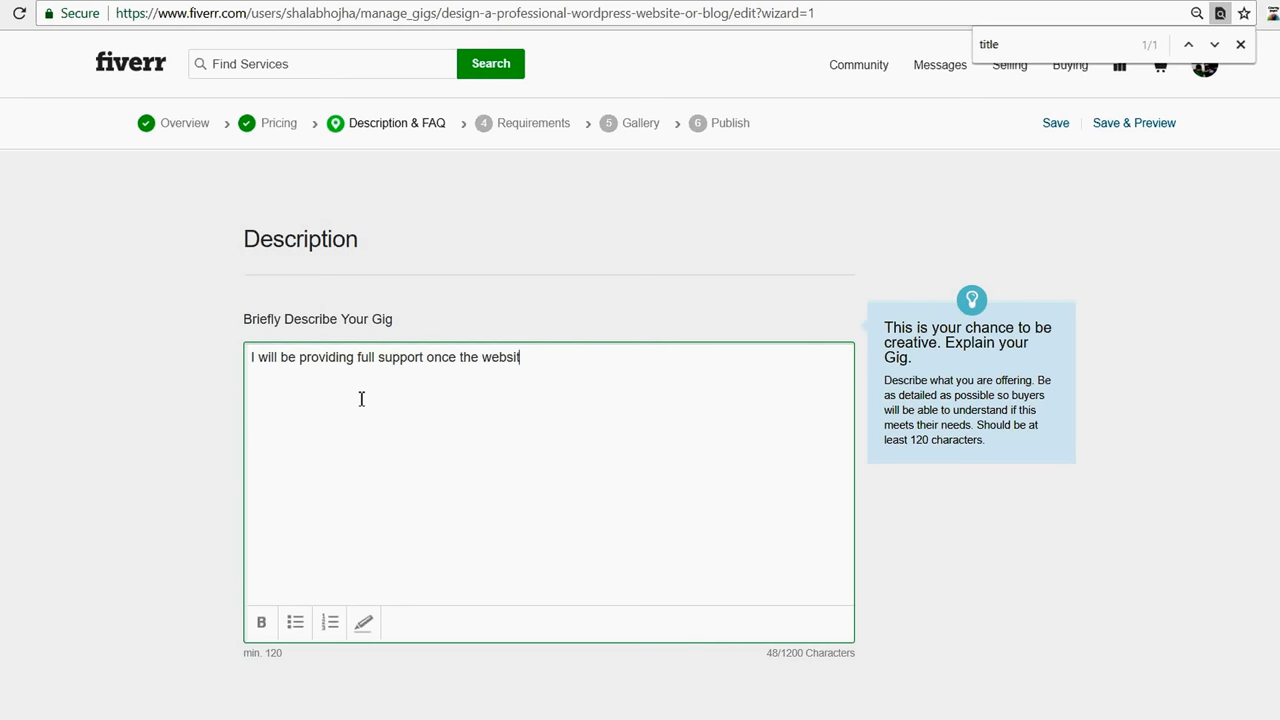 Secure https://www.fiverr.com/users/shalabhojha/manage_gigs/design-a-professional-wordpress-website-or-blog/edit?wizard=1
title 1/1
fiverr Find Services Search Community Messages Selling Buying
Overview Pricing Description & FAQ 4 Requirements 5 Gallery 6 Publish Save Save & Preview
Description
Briefly Describe Your Gig
I will be providing full support once the websit
B
min. 120 48/1200 Characters
This is your chance to be
creative. Explain your
Gig.
Describe what you are offering. Be
as detailed as possible so buyers
will be able to understand if this
meets their needs. Should be at
least 120 characters.